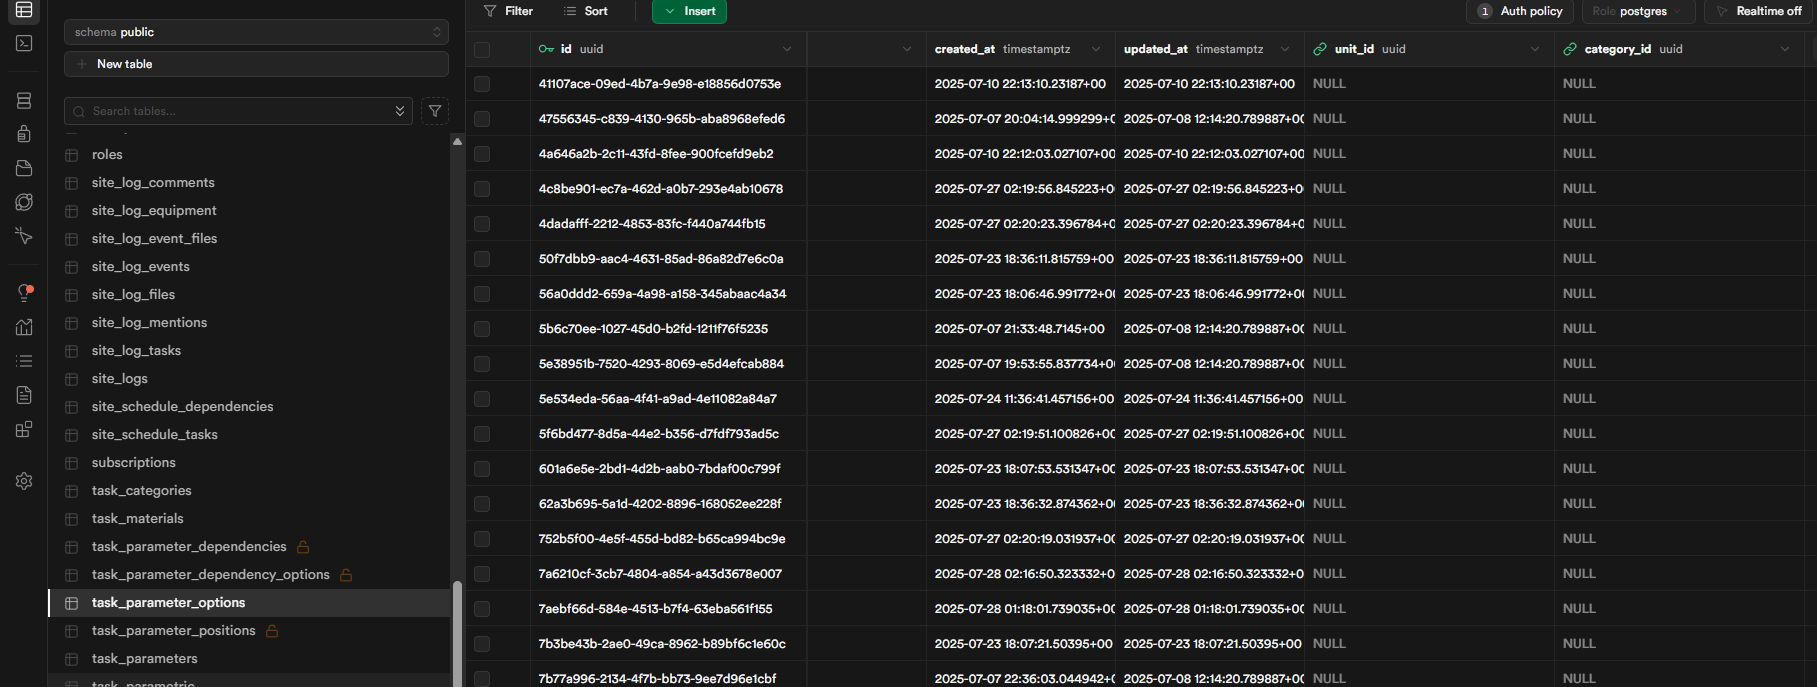 schema public
New table
Search tables...
roles
site_log_comments
site_log_equipment
site_log_event_files
site_log_events
site_log_files
site_log_mentions
site_log_tasks
site_logs
site_schedule_dependencies
site_schedule_tasks
subscriptions
task_categories
task_materials
task_parameter_dependencies
task_parameter_dependency_options
task_parameter_options
task_parameter_positions
task_parameters
task_parametric
Filter Sort Insert 1 Auth policy Role postgres Realtime off
id uuid created_at timestamptz updated_at timestamptz unit_id uuid category_id uuid
41107ace-09ed-4b7a-9e98-e18856d0753e 2025-07-10 22:13:10.23187+00 2025-07-10 22:13:10.23187+00 NULL NULL
47556345-c839-4130-965b-aba8968efed6 2025-07-07 20:04:14.999299+0 2025-07-08 12:14:20.789887+00 NULL NULL
4a646a2b-2c11-43fd-8fee-900fcefd9eb2 2025-07-10 22:12:03.027107+00 2025-07-10 22:12:03.027107+00 NULL NULL
4c8be901-ec7a-462d-a0b7-293e4ab10678 2025-07-27 02:19:56.845223+0 2025-07-27 02:19:56.845223+00 NULL NULL
4dadafff-2212-4853-83fc-f440a744fb15 2025-07-27 02:20:23.396784+0 2025-07-27 02:20:23.396784+00 NULL NULL
50f7dbb9-aac4-4631-85ad-86a82d7e6c0a 2025-07-23 18:36:11.815759+00 2025-07-23 18:36:11.815759+00 NULL NULL
56a0ddd2-659a-4a98-a158-345abaac4a34 2025-07-23 18:06:46.991772+0 2025-07-23 18:06:46.991772+00 NULL NULL
5b6c70ee-1027-45d0-b2fd-1211f76f5235 2025-07-07 21:33:48.7145+00 2025-07-08 12:14:20.789887+00 NULL NULL
5e38951b-7520-4293-8069-e5d4efcab884 2025-07-07 19:53:55.837734+0 2025-07-08 12:14:20.789887+00 NULL NULL
5e534eda-56aa-4f41-a9ad-4e11082a84a7 2025-07-24 11:36:41.457156+00 2025-07-24 11:36:41.457156+00 NULL NULL
5f6bd477-8d5a-44e2-b356-d7fdf793ad5c 2025-07-27 02:19:51.100826+00 2025-07-27 02:19:51.100826+00 NULL NULL
601a6e5e-2bd1-4d2b-aab0-7bdaf00c799f 2025-07-23 18:07:53.531347+00 2025-07-23 18:07:53.531347+00 NULL NULL
62a3b695-5a1d-4202-8896-168052ee228f 2025-07-23 18:36:32.874362+00 2025-07-23 18:36:32.874362+00 NULL NULL
752b5f00-4e5f-455d-bd82-b65ca994bc9e 2025-07-27 02:20:19.031937+00 2025-07-27 02:20:19.031937+00 NULL NULL
7a6210cf-3cb7-4804-a854-a43d3678e007 2025-07-28 02:16:50.323332+0 2025-07-28 02:16:50.323332+0 NULL NULL
7aebf66d-584e-4513-b7f4-63eba561f155 2025-07-28 01:18:01.739035+00 2025-07-28 01:18:01.739035+00 NULL NULL
7b3be43b-2ae0-49ca-8962-b89bf6c1e60c 2025-07-23 18:07:21.50395+00 2025-07-23 18:07:21.50395+00 NULL NULL
7b77a996-2134-4f7b-bb73-9ee7d96e1cbf 2025-07-07 22:36:03.044942+0 2025-07-08 12:14:20.789887+00 NULL NULL